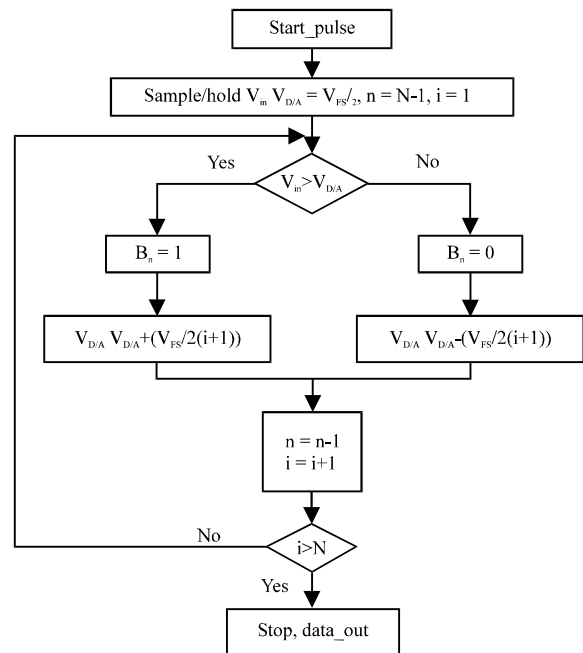 Start_pulse
Sample/hold V_in V_D/A = V_FS/2, n = N-1, i = 1
Yes
No
V_in>V_D/A
B_n = 1
B_n = 0
V_D/A V_D/A+(V_FS/2(i+1))
V_D/A V_D/A-(V_FS/2(i+1))
n = n-1
i = i+1
No
i>N
Yes
Stop, data_out